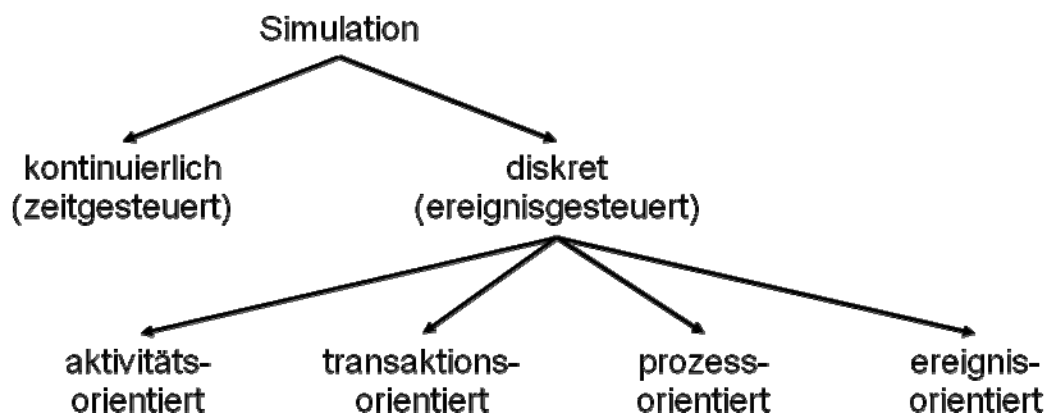 Simulation
kontinuierlich
(zeitgesteuert)
diskret
(ereignisgesteuert)
aktivitäts-
orientiert
transaktions-
orientiert
prozess-
orientiert
ereignis-
orientiert